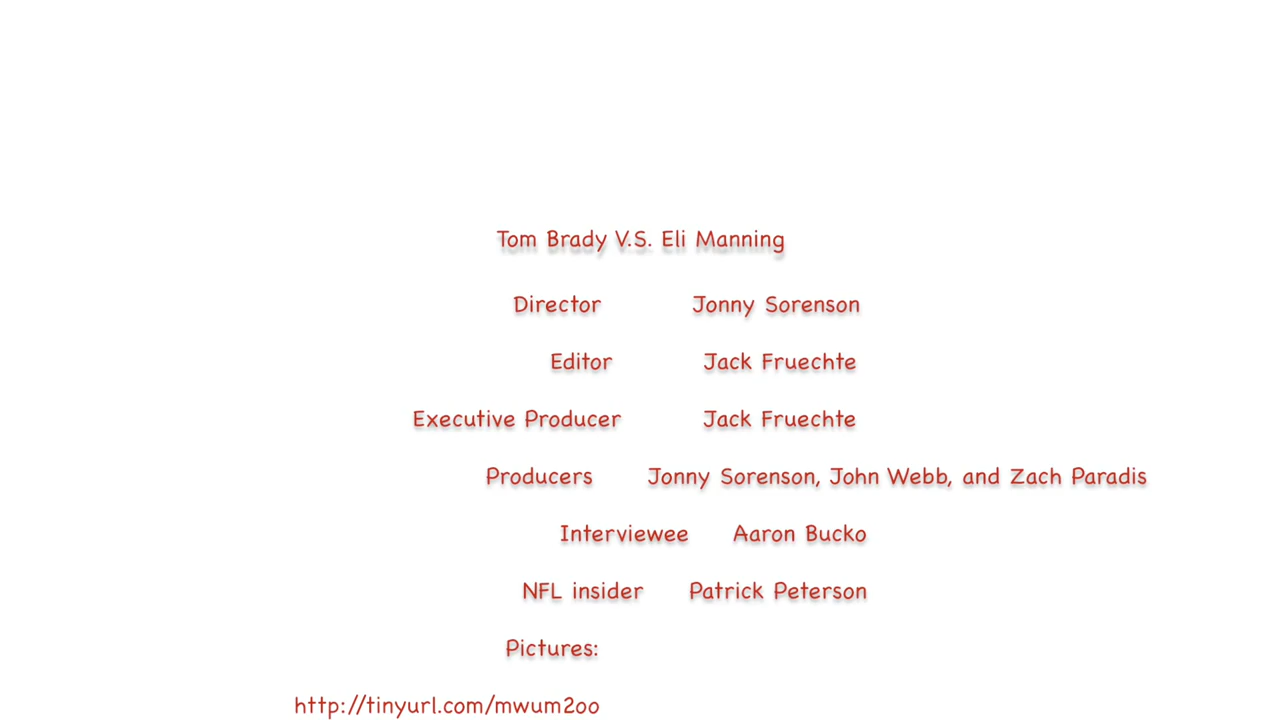 Tom Brady V.S. Eli Manning
Director Jonny Sorenson
Editor Jack Fruechte
Executive Producer Jack Fruechte
Producers Jonny Sorenson, John Webb, and Zach Paradis
Interviewee Aaron Bucko
NFL insider Patrick Peterson
Pictures:
http://tinyurl.com/mwum2oo